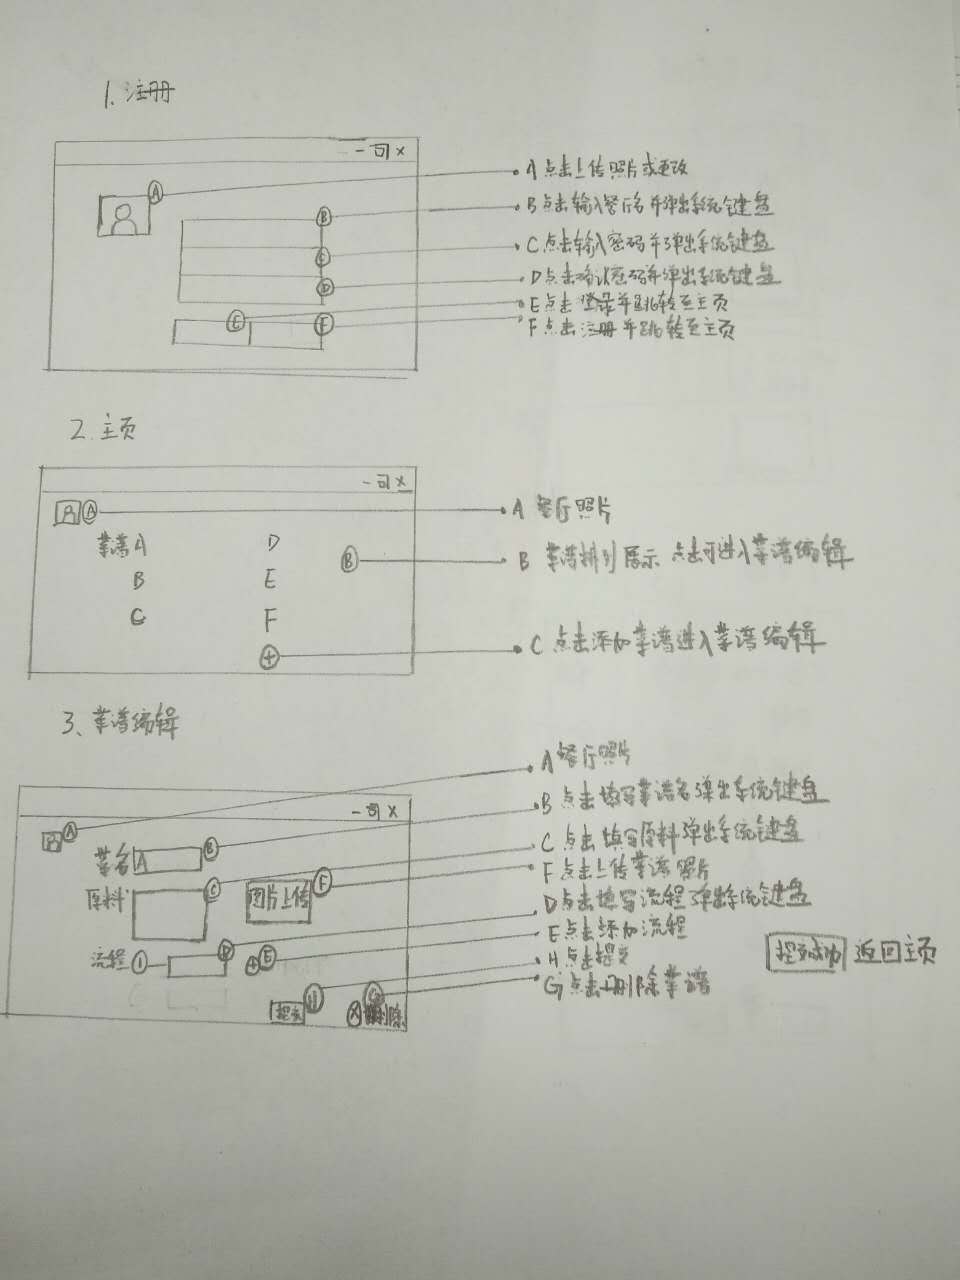 1. 注册
A 点击上传照片或更改
B 点击输入餐厅名并弹出系统键盘
C 点击输入密码并弹出系统键盘
D 点击确认密码并弹出系统键盘
E 点击 登录并跳转至主页
F 点击 注册并跳转至主页
A
B
C
D
C
F
2. 主页
A
A 餐厅照片
菜谱A
D
B
B 菜谱排列展示 点击可进入菜谱编辑
B
E
C
F
+
C 点击添加菜谱进入菜谱编辑
3、菜谱编辑
A 餐厅照片
B 点击填写菜谱名弹出系统键盘
C 点击填写原料弹出系统键盘
F 点击上传菜谱照片
D 点击填写流程弹出系统键盘
E 点击添加流程
H 点击提交
G 点击删除菜谱
提交成功 返回主页
A
菜名 A
B
原料
C
图片上传
F
流程 1
D
+
E
提交
H
X 删除
G